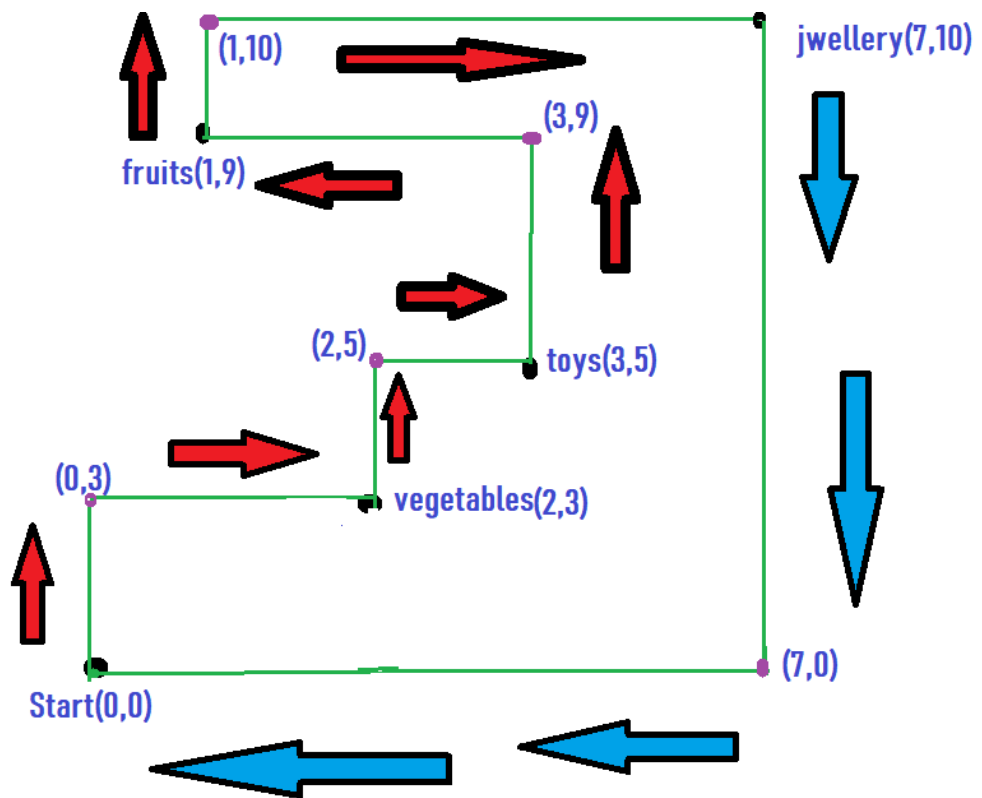 (1,10)
jwellery(7,10)
(3,9)
fruits(1,9)
(2,5)
toys(3,5)
(0,3)
vegetables(2,3)
(7,0)
Start(0,0)